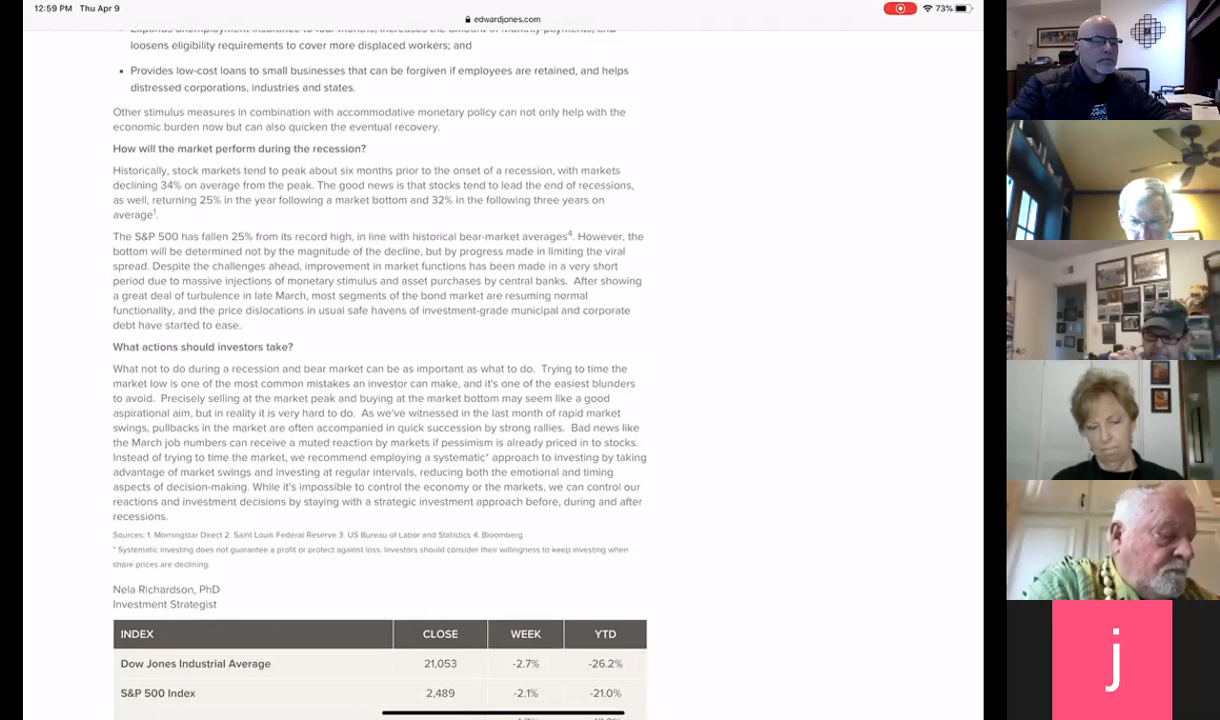 12:59 PM Thu Apr 9
73%
edwardjones.com
Expands unemployment insurance to four months, increases the amount of monthly payments, and
loosens eligibility requirements to cover more displaced workers; and
• Provides low-cost loans to small businesses that can be forgiven if employees are retained, and helps
distressed corporations, industries and states.
Other stimulus measures in combination with accommodative monetary policy can not only help with the
economic burden now but can also quicken the eventual recovery.
How will the market perform during the recession?
Historically, stock markets tend to peak about six months prior to the onset of a recession, with markets
declining 34% on average from the peak. The good news is that stocks tend to lead the end of recessions,
as well, returning 25% in the year following a market bottom and 32% in the following three years on
average1.
The S&P 500 has fallen 25% from its record high, in line with historical bear-market averages4. However, the
bottom will be determined not by the magnitude of the decline, but by progress made in limiting the viral
spread. Despite the challenges ahead, improvement in market functions has been made in a very short
period due to massive injections of monetary stimulus and asset purchases by central banks. After showing
a great deal of turbulence in late March, most segments of the bond market are resuming normal
functionality, and the price dislocations in usual safe havens of investment-grade municipal and corporate
debt have started to ease.
What actions should investors take?
What not to do during a recession and bear market can be as important as what to do. Trying to time the
market low is one of the most common mistakes an investor can make, and it's one of the easiest blunders
to avoid. Precisely selling at the market peak and buying at the market bottom may seem like a good
aspirational aim, but in reality it is very hard to do. As we've witnessed in the last month of rapid market
swings, pullbacks in the market are often accompanied in quick succession by strong rallies. Bad news like
the March job numbers can receive a muted reaction by markets if pessimism is already priced in to stocks.
Instead of trying to time the market, we recommend employing a systematic* approach to investing by taking
advantage of market swings and investing at regular intervals, reducing both the emotional and timing
aspects of decision-making. While it's impossible to control the economy or the markets, we can control our
reactions and investment decisions by staying with a strategic investment approach before, during and after
recessions.
Sources: 1. Morningstar Direct 2. Saint Louis Federal Reserve 3. US Bureau of Labor and Statistics 4. Bloomberg
* Systematic investing does not guarantee a profit or protect against loss. Investors should consider their willingness to keep investing when
share prices are declining.
Nela Richardson, PhD
Investment Strategist
INDEX CLOSE WEEK YTD
Dow Jones Industrial Average 21,053 -2.7% -26.2%
S&P 500 Index 2,489 -2.1% -21.0%
j